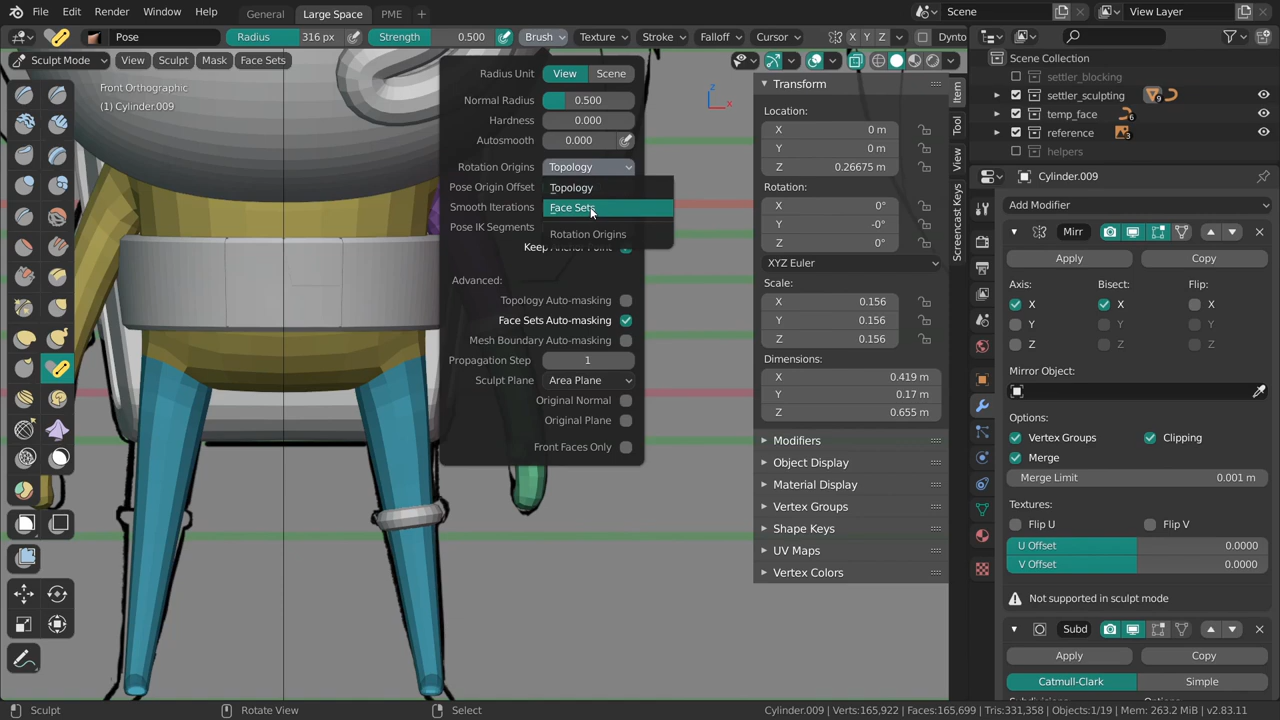 File Edit Render Window Help General Large Space PME + Scene View Layer
Pose Radius 316 px Strength 0.500 Brush Texture Stroke Falloff Cursor X Y Z Dynto
Sculpt Mode View Sculpt Mask Face Sets
Front Orthographic
(1) Cylinder.009
Radius Unit View Scene
Normal Radius 0.500
Hardness 0.000
Autosmooth 0.000
Rotation Origins Topology
Pose Origin Offset Topology
Smooth Iterations Face Sets
Pose IK Segments Rotation Origins
Keep Anchor Point
Advanced:
Topology Auto-masking
Face Sets Auto-masking
Mesh Boundary Auto-masking
Propagation Step 1
Sculpt Plane Area Plane
Original Normal
Original Plane
Front Faces Only
Z
X
Transform
Location:
X 0 m
Y 0 m
Z 0.26675 m
Rotation:
X 0°
Y -0°
Z 0°
XYZ Euler
Scale:
X 0.156
Y 0.156
Z 0.156
Dimensions:
X 0.419 m
Y 0.17 m
Z 0.655 m
Modifiers
Object Display
Material Display
Vertex Groups
Shape Keys
UV Maps
Vertex Colors
Item
Tool
View
Screencast Keys
Scene Collection
settler_blocking
settler_sculpting 9
temp_face 6
reference 3
helpers
Cylinder.009
Add Modifier
Mirr
Apply Copy
Axis: Bisect: Flip:
X X X
Y Y Y
Z Z Z
Mirror Object:
Options:
Vertex Groups Clipping
Merge
Merge Limit 0.001 m
Textures:
Flip U Flip V
U Offset 0.0000
V Offset 0.0000
Not supported in sculpt mode
Subd
Apply Copy
Catmull-Clark Simple
Sculpt Rotate View Select Cylinder.009 | Verts:165,922 | Faces:165,699 | Tris:331,358 | Objects:1/19 | Mem: 263.2 MiB | v2.83.11